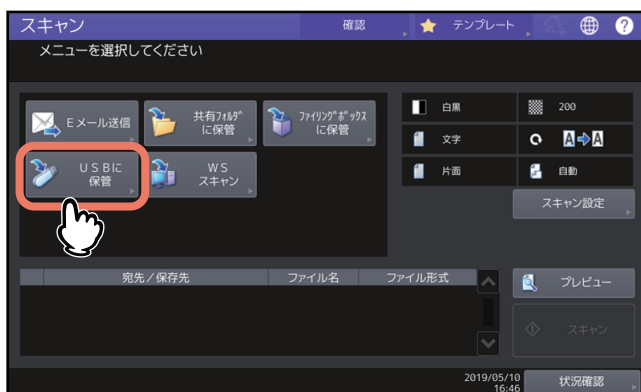 スキャン
確認
テンプレート
?
メニューを選択してください
Eメール送信
共有フォルダ
に保管
ファイリングボックス
に保管
USBに
保管
WS
スキャン
白黒
200
文字
A A
片面
自動
スキャン設定
宛先/保存先
ファイル名
ファイル形式
プレビュー
スキャン
2019/05/10
16:46
状況確認